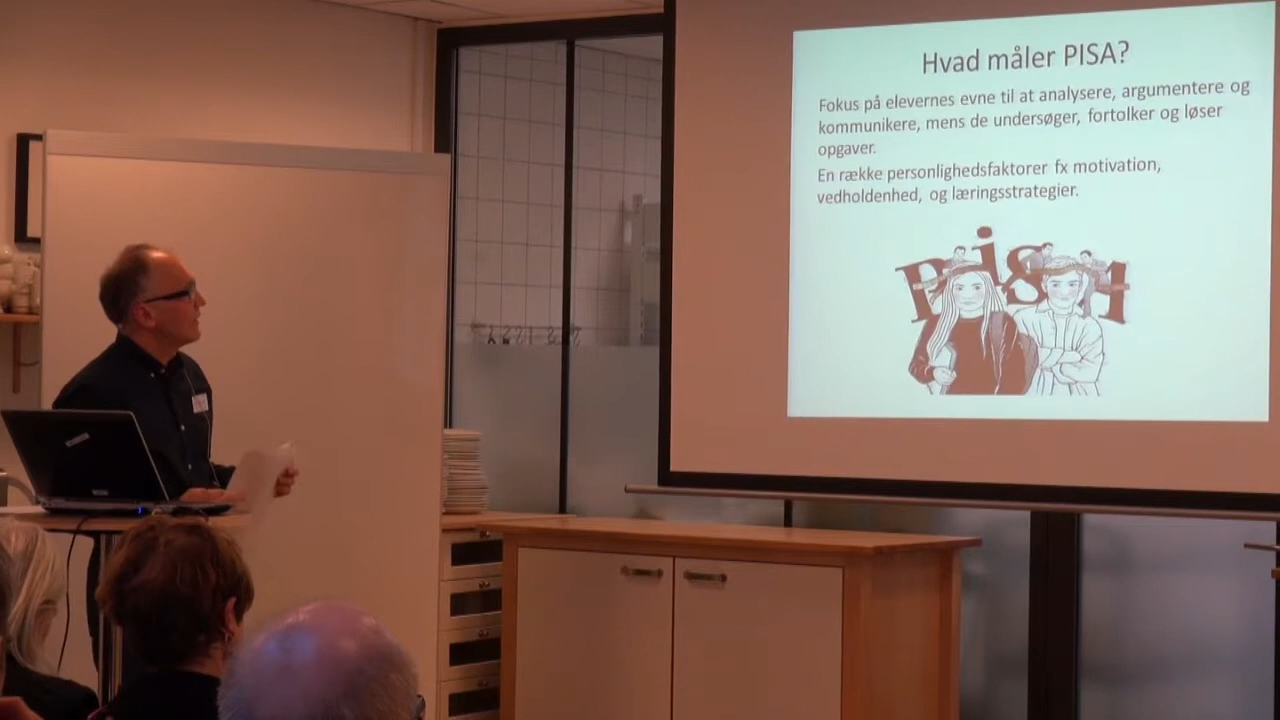 Hvad måler PISA?
Fokus på elevernes evne til at analysere, argumentere og
kommunikere, mens de undersøger, fortolker og løser
opgaver.
En række personlighedsfaktorer fx motivation,
vedholdenhed, og læringsstrategier.
PiSA